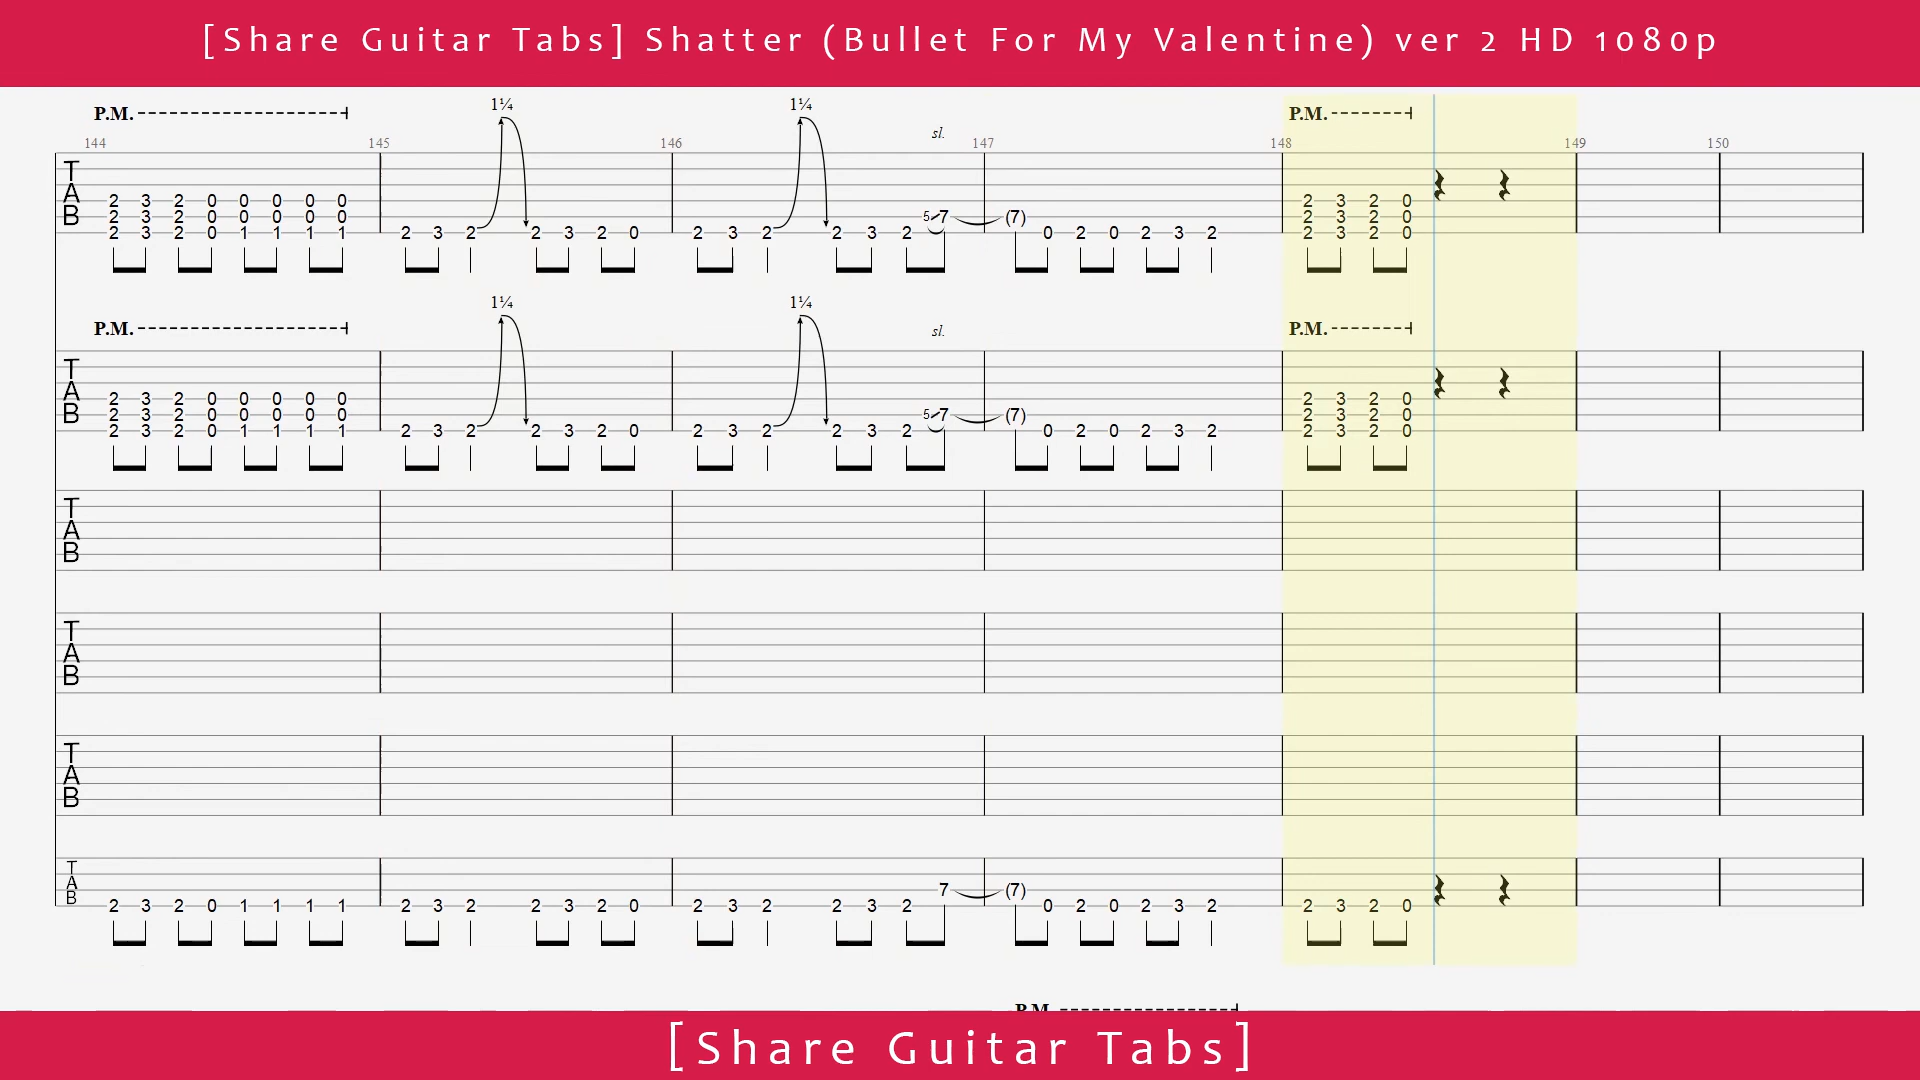 [Share Guitar Tabs] Shatter (Bullet For My Valentine) ver 2 HD 1080p
P.M. 1¼ 1¼ sl. P.M.
144 145 146 147 148 149 150
T
A
B
2 3 2 0 0 0 0 0 2 3 2 0
2 3 2 0 0 0 0 0 5 7 (7) 2 3 2 0
2 3 2 0 1 1 1 1 2 3 2 2 3 2 0 2 3 2 2 3 2 0 2 0 2 3 2 2 3 2 0
P.M. 1¼ 1¼ sl. P.M.
T
A
B
2 3 2 0 0 0 0 0 2 3 2 0
2 3 2 0 0 0 0 0 5 7 (7) 2 3 2 0
2 3 2 0 1 1 1 1 2 3 2 2 3 2 0 2 3 2 2 3 2 0 2 0 2 3 2 2 3 2 0
T
A
B
T
A
B
T
A
B
T
A
B
7 (7)
2 3 2 0 1 1 1 1 2 3 2 2 3 2 0 2 3 2 2 3 2 0 2 0 2 3 2 2 3 2 0
P.M.
[Share Guitar Tabs]